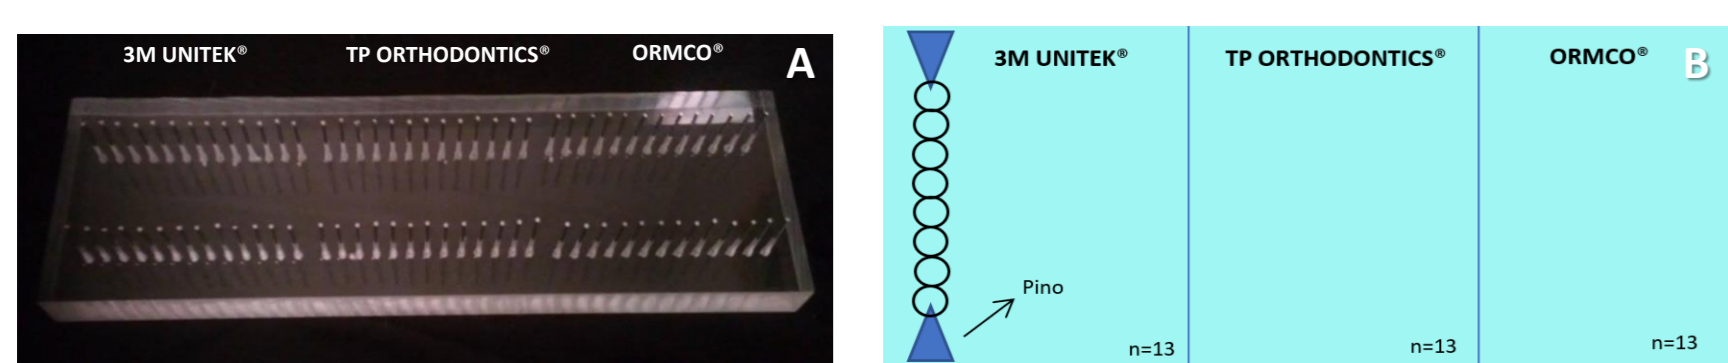 3M UNITEK® TP ORTHODONTICS® ORMCO® A
3M UNITEK® TP ORTHODONTICS® ORMCO® B
Pino
n=13 n=13 n=13